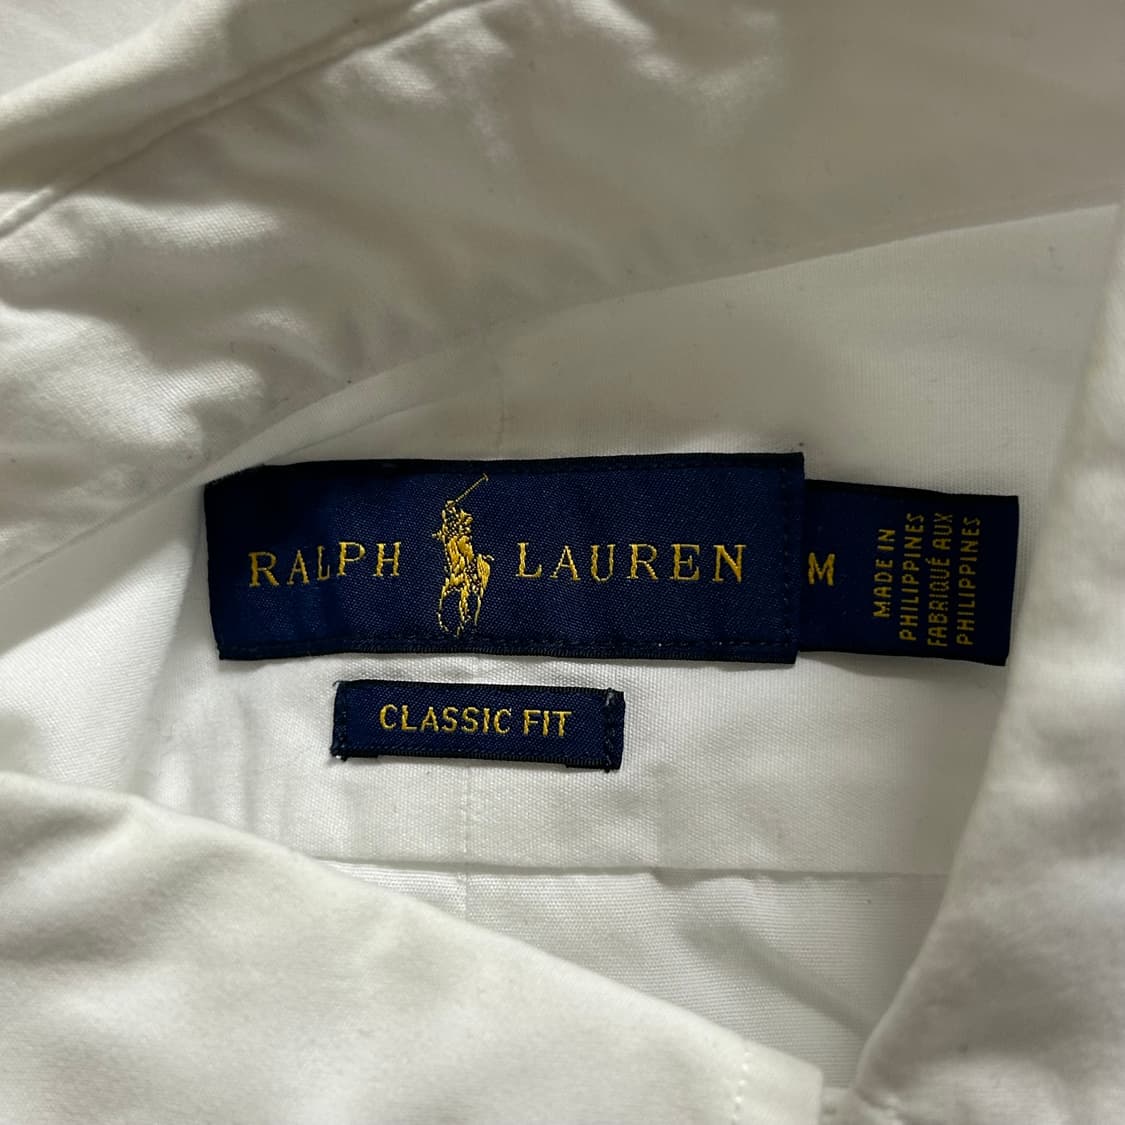 RALPH LAUREN
M
MADE IN
PHILIPPINES
FABRIQUÉ AUX
PHILIPPINES
CLASSIC FIT